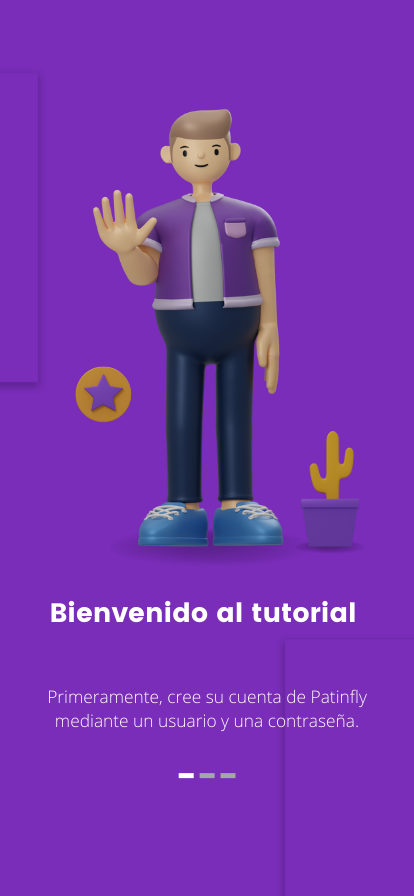 Bienvenido al tutorial
Primeramente, cree su cuenta de Patinfly
mediante un usuario y una contraseña.